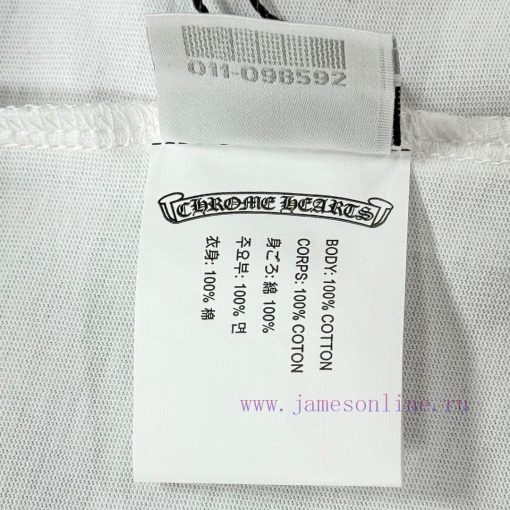 011-098592
CHROME HEARTS
BODY: 100% COTTON
CORPS: 100% COTON
身ごろ: 綿 100%
주요부: 100% 면
衣身: 100% 棉
www.jamesonline.ru